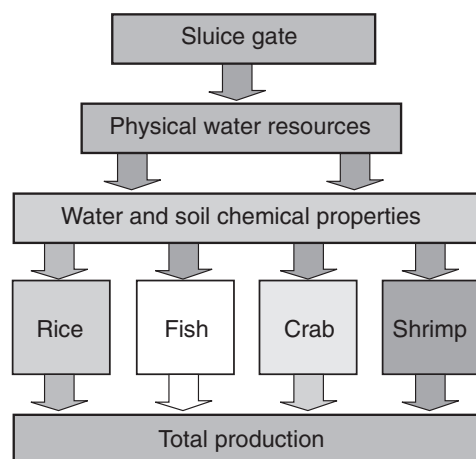 Sluice gate
Physical water resources
Water and soil chemical properties
Rice Fish Crab Shrimp
Total production